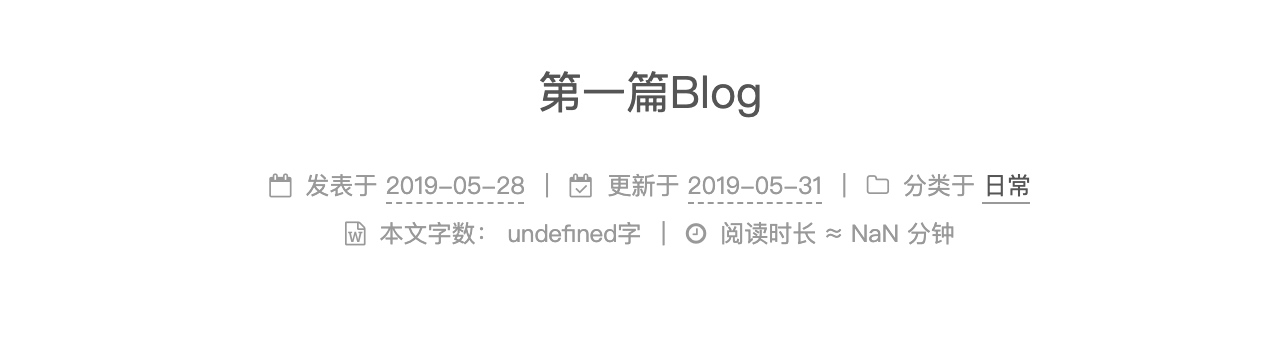 第一篇Blog
发表于 2019-05-28 | 更新于 2019-05-31 | 分类于 日常
本文字数： undefined字 | 阅读时长 ≈ NaN 分钟